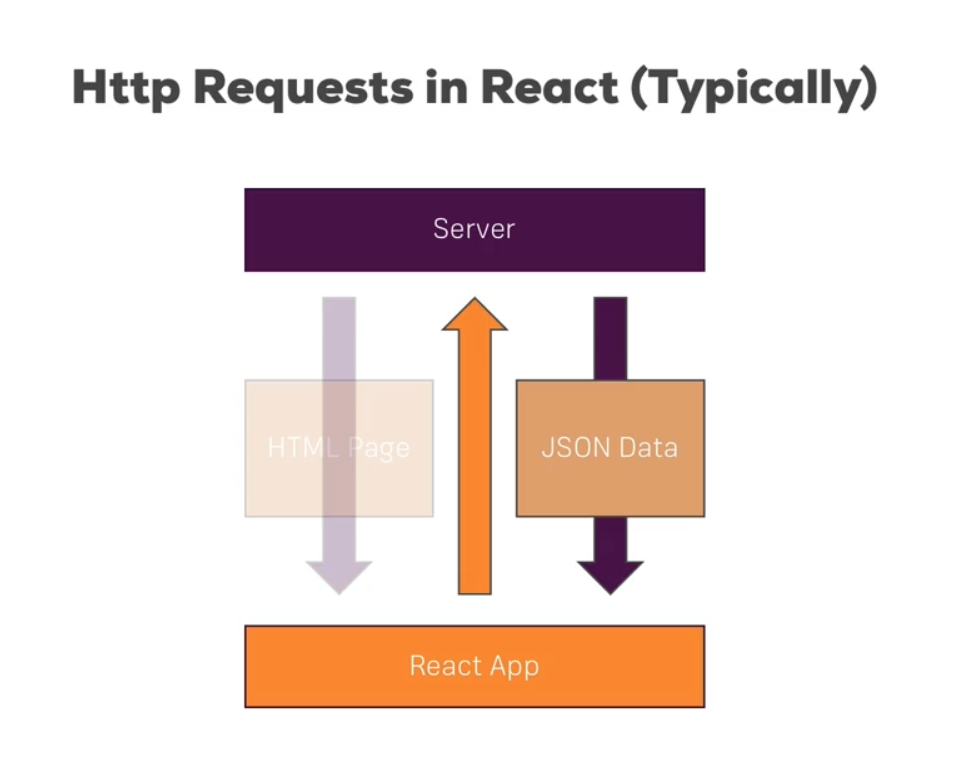 Http Requests in React (Typically)
Server
HTML Page
JSON Data
React App